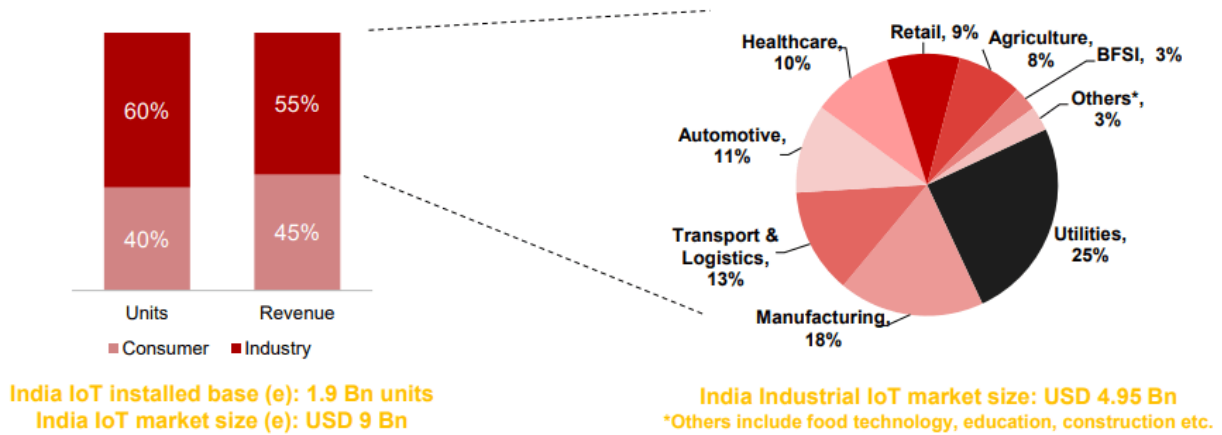 60%
40%
55%
45%
Units
Revenue
Consumer
Industry
India IoT installed base (e): 1.9 Bn units
India IoT market size (e): USD 9 Bn
Retail, 9%
Agriculture,
8%
BFSI, 3%
Others*,
3%
Utilities,
25%
Manufacturing,
18%
Transport &
Logistics,
13%
Automotive,
11%
Healthcare,
10%
India Industrial IoT market size: USD 4.95 Bn
*Others include food technology, education, construction etc.